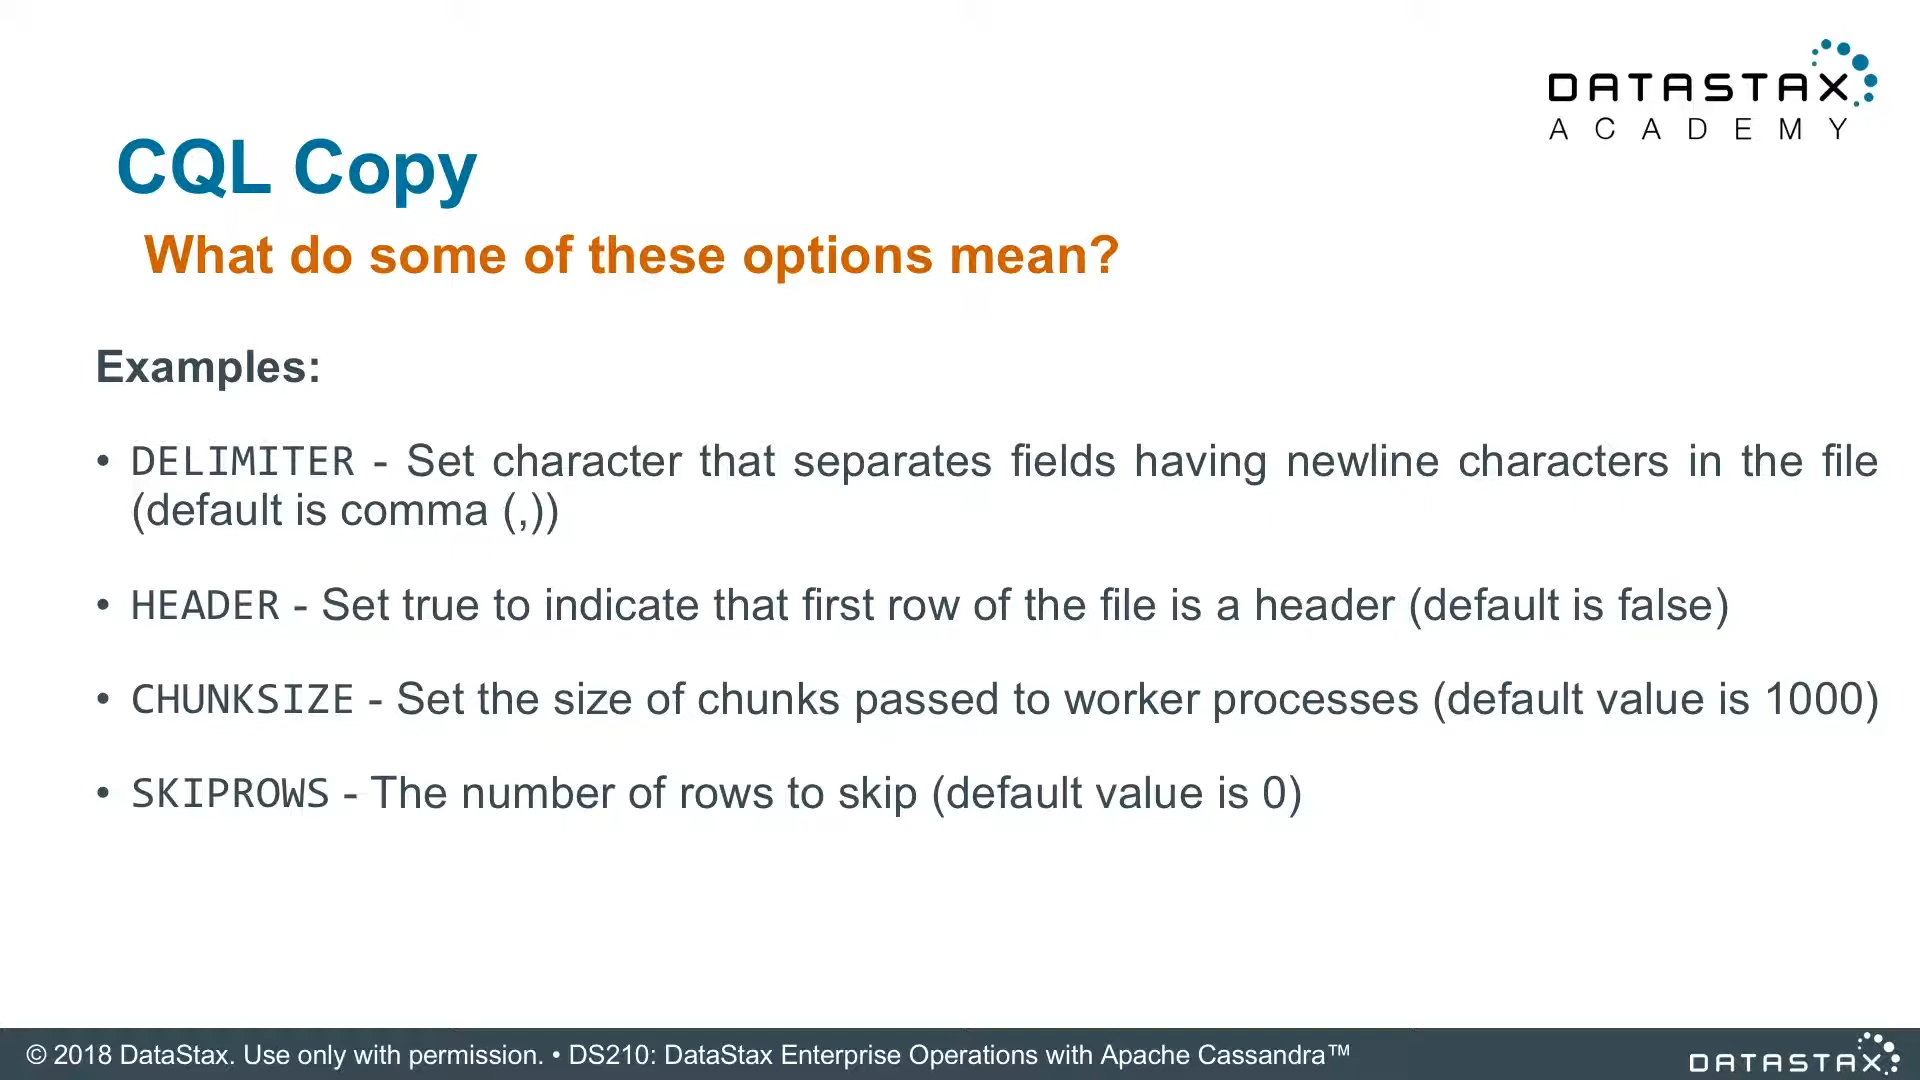 DATASTAX
ACADEMY
CQL Copy
What do some of these options mean?
Examples:
• DELIMITER - Set character that separates fields having newline characters in the file
(default is comma (,))
• HEADER - Set true to indicate that first row of the file is a header (default is false)
• CHUNKSIZE - Set the size of chunks passed to worker processes (default value is 1000)
• SKIPROWS - The number of rows to skip (default value is 0)
© 2018 DataStax. Use only with permission. • DS210: DataStax Enterprise Operations with Apache Cassandra™
DATASTAX